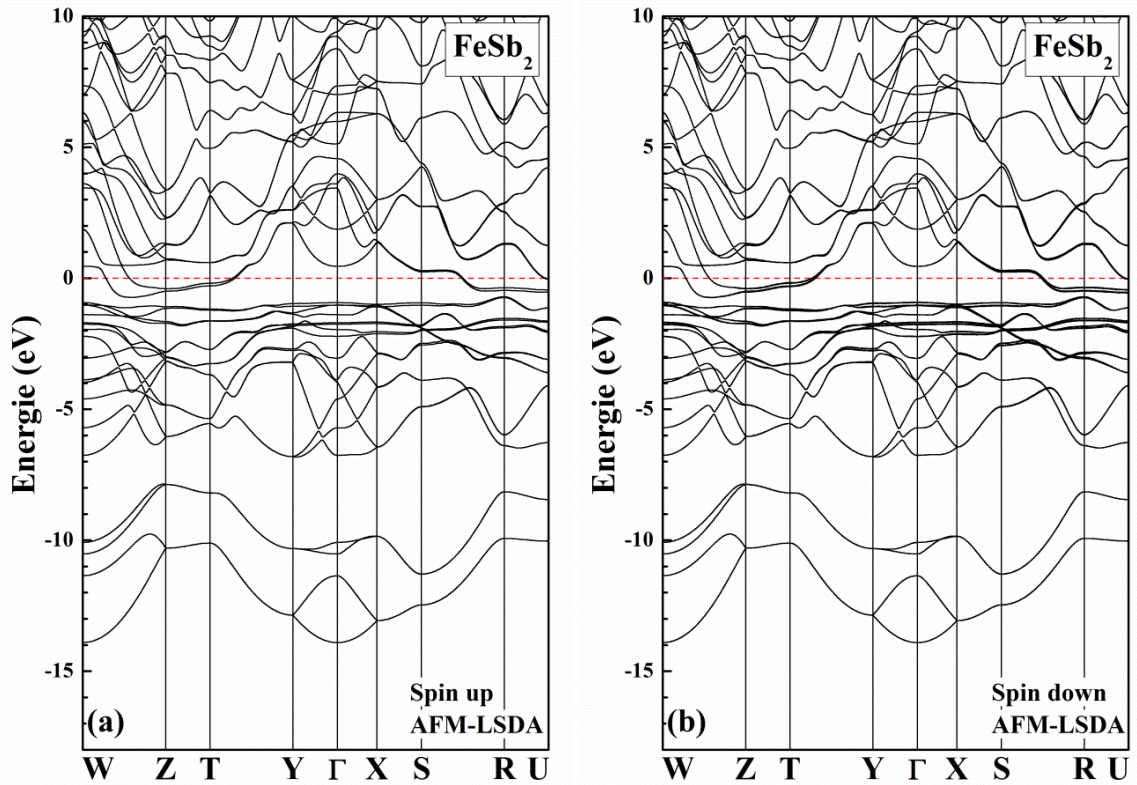 10
5
0
-5
-10
-15
Energie (eV)
FeSb₂
Spin up
AFM-LSDA
(a)
W Z T Y Γ X S R U
10
5
0
-5
-10
-15
Energie (eV)
FeSb₂
Spin down
AFM-LSDA
(b)
W Z T Y Γ X S R U